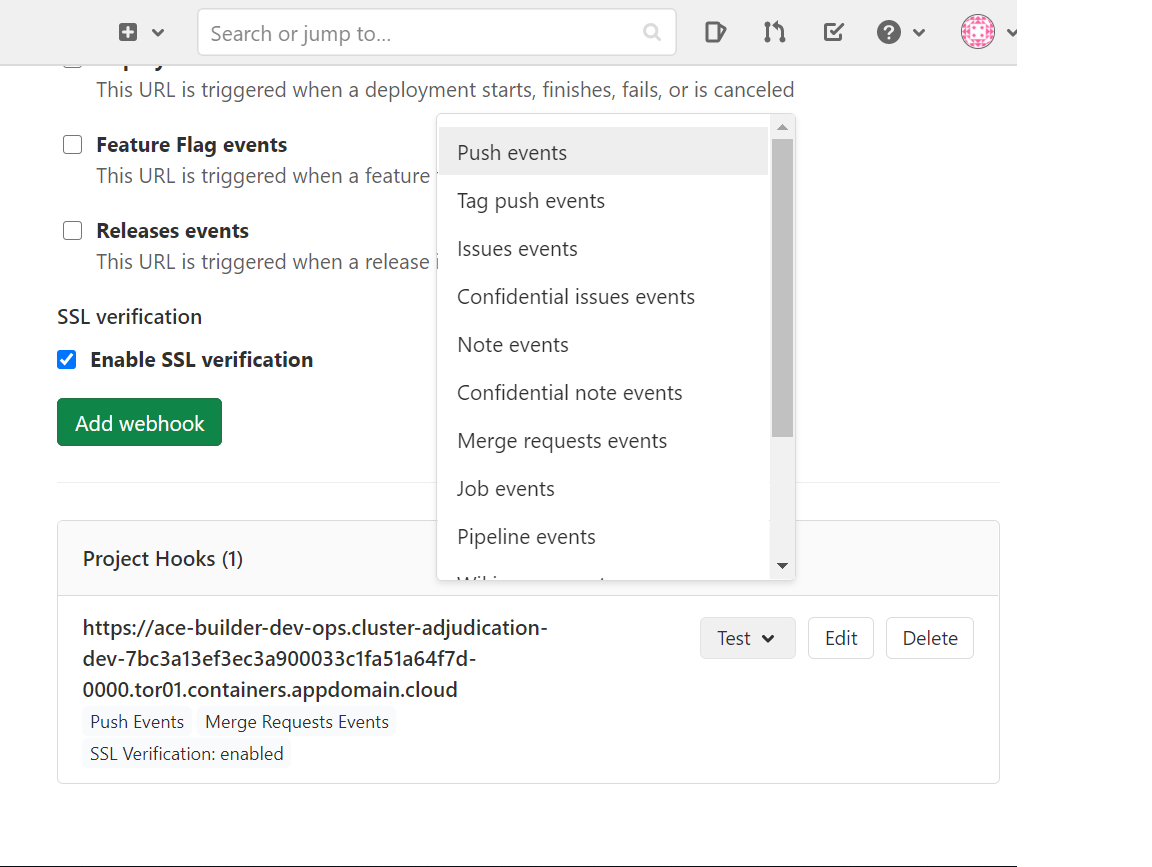 Search or jump to...
This URL is triggered when a deployment starts, finishes, fails, or is canceled
Feature Flag events
This URL is triggered when a feature
Releases events
This URL is triggered when a release
SSL verification
Enable SSL verification
Add webhook
Push events
Tag push events
Issues events
Confidential issues events
Note events
Confidential note events
Merge requests events
Job events
Pipeline events
Project Hooks (1)
https://ace-builder-dev-ops.cluster-adjudication-
dev-7bc3a13ef3ec3a900033c1fa51a64f7d-
0000.tor01.containers.appdomain.cloud
Test
Edit
Delete
Push Events
Merge Requests Events
SSL Verification: enabled